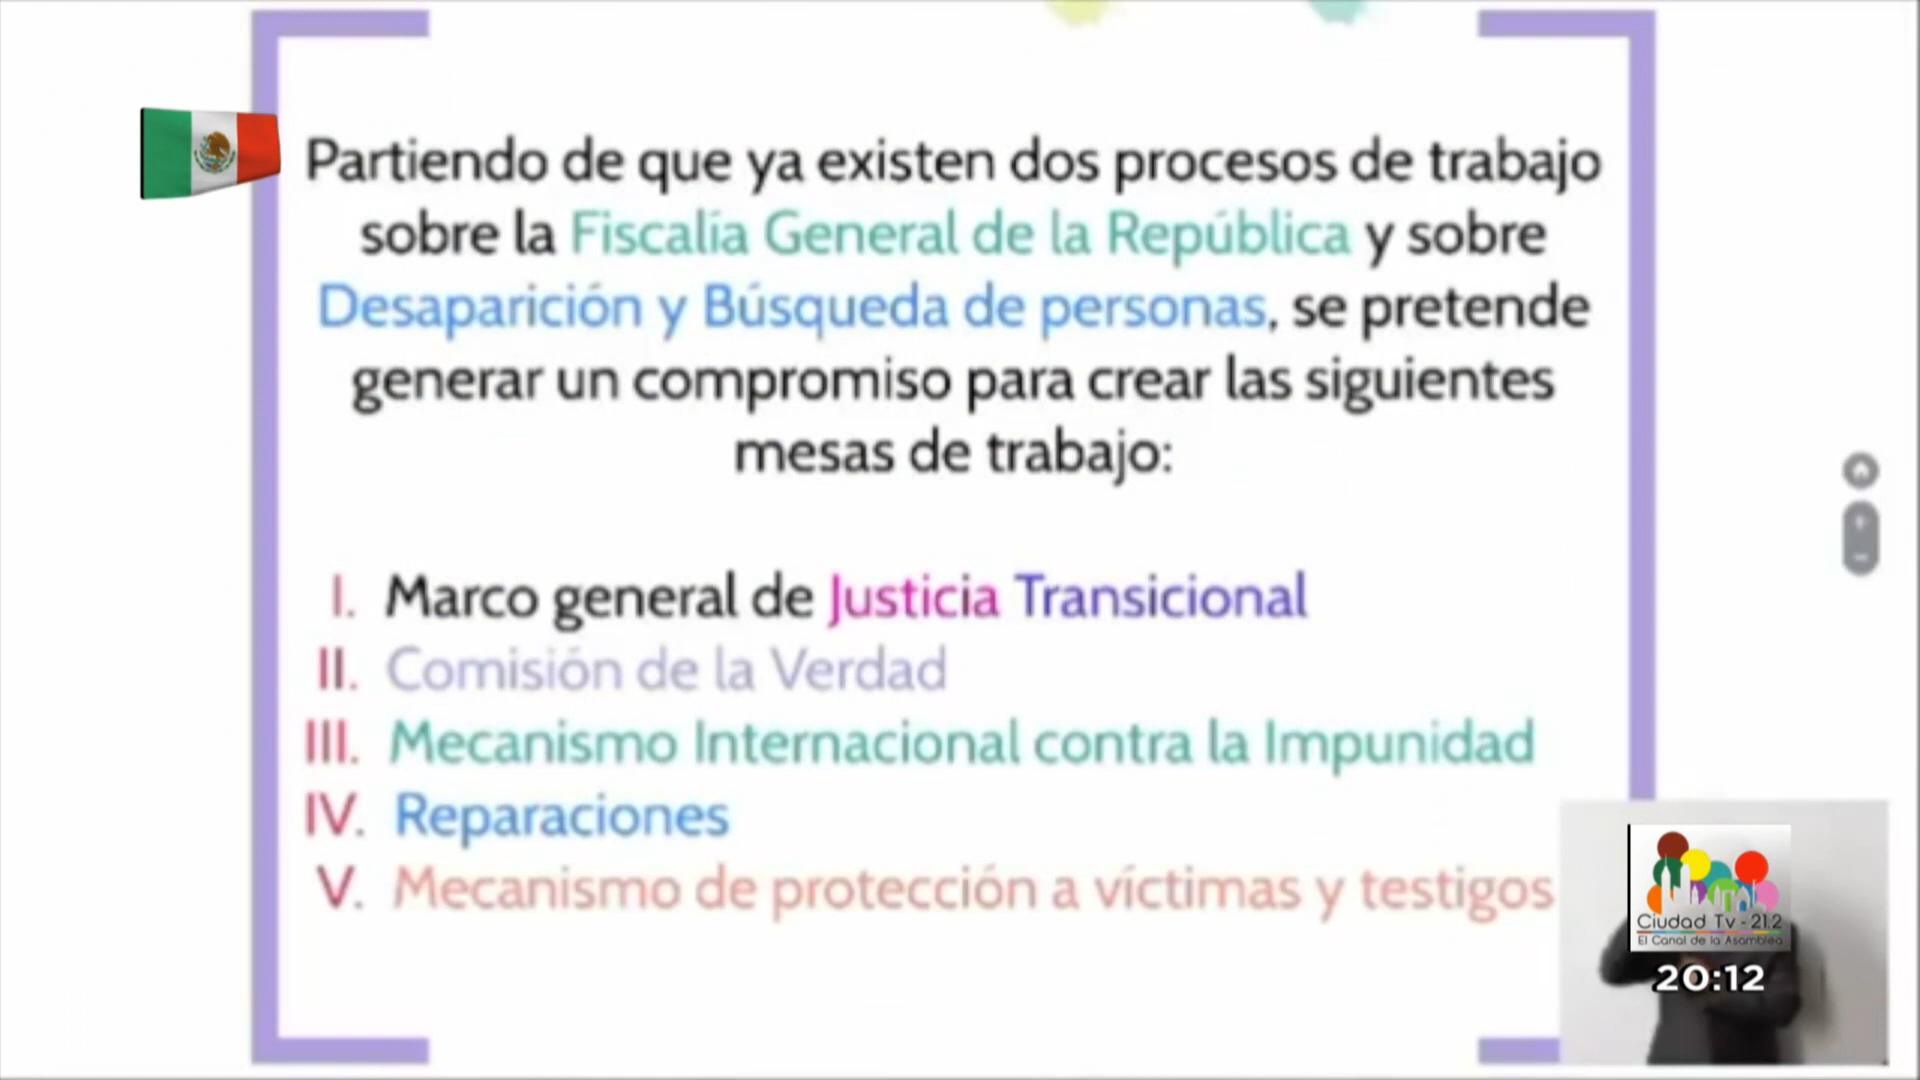 Partiendo de que ya existen dos procesos de trabajo
sobre la Fiscalía General de la República y sobre
Desaparición y Búsqueda de personas, se pretende
generar un compromiso para crear las siguientes
mesas de trabajo:
I. Marco general de Justicia Transicional
II. Comisión de la Verdad
III. Mecanismo Internacional contra la Impunidad
IV. Reparaciones
V. Mecanismo de protección a víctimas y testigos
Ciudad Tv - 21.2
El Canal de la Asamblea
20:12